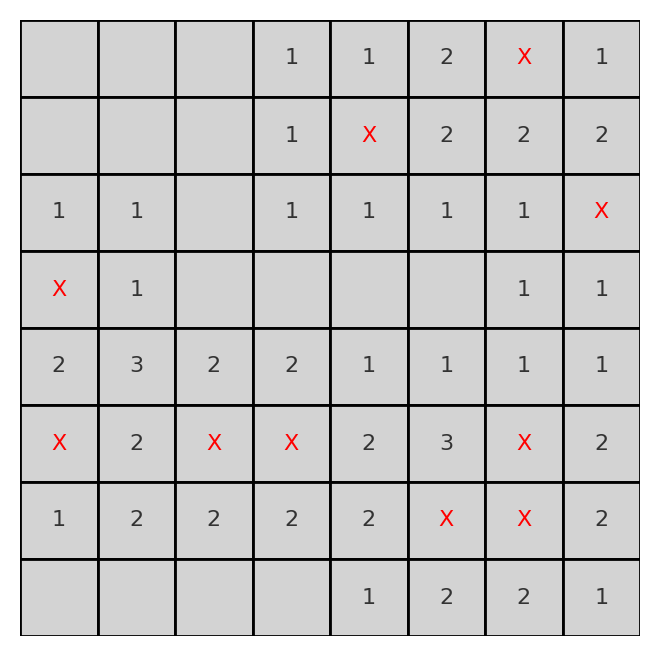 1 1 2 X 1
1 X 2 2 2
1 1 1 1 1 1 X
X 1 1 1
2 3 2 2 1 1 1 1
X 2 X X 2 3 X 2
1 2 2 2 2 X X 2
1 2 2 1